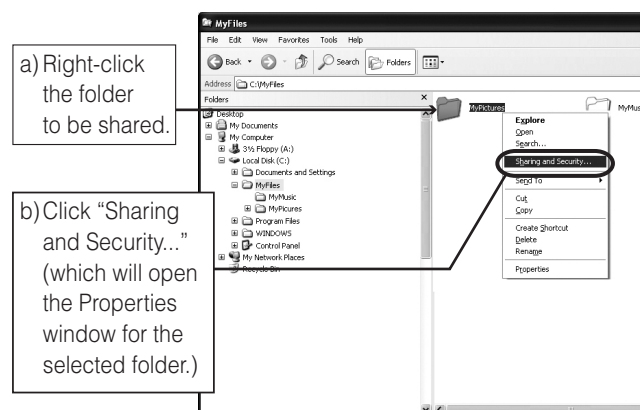 MyFiles
File Edit View Favorites Tools Help
Back Search Folders
Address C:\MyFiles
Folders
a) Right-click
the folder
to be shared.
b) Click “Sharing
and Security...”
(which will open
the Properties
window for the
selected folder.)
Desktop
My Documents
My Computer
3½ Floppy (A:)
Local Disk (C:)
Documents and Settings
MyFiles
MyMusic
MyPicures
Program Files
WINDOWS
Control Panel
My Network Places
Recycle Bin
MyPictures
MyMus
Explore
Open
Search...
Sharing and Security...
Send To
Cut
Copy
Create Shortcut
Delete
Rename
Properties